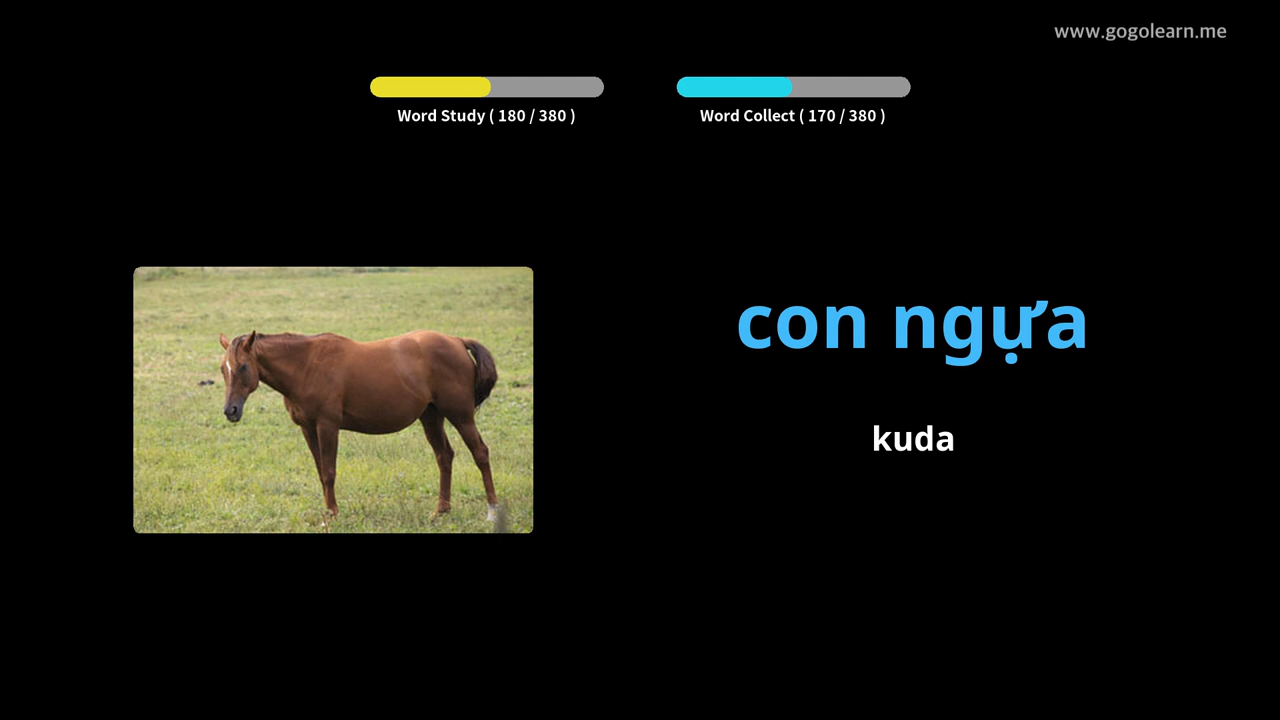 www.gogolearn.me
Word Study ( 180 / 380 )
Word Collect ( 170 / 380 )
con ngựa
kuda